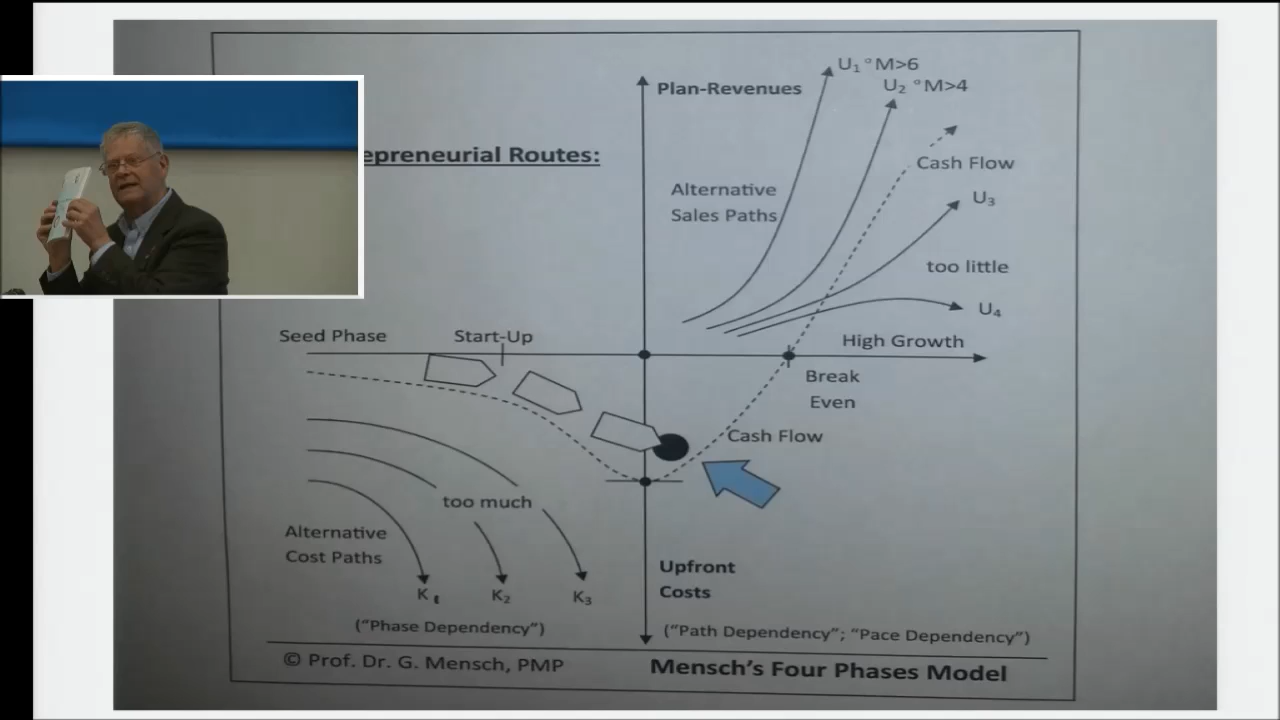 epreneurial Routes:
Plan-Revenues
U₁ °M>6
U₂ °M>4
Cash Flow
Alternative
Sales Paths
U₃
too little
U₄
High Growth
Seed Phase
Start-Up
Break
Even
Cash Flow
too much
Alternative
Cost Paths
K₁
K₂
K₃
Upfront
Costs
("Phase Dependency")
("Path Dependency"; "Pace Dependency")
© Prof. Dr. G. Mensch, PMP
Mensch's Four Phases Model